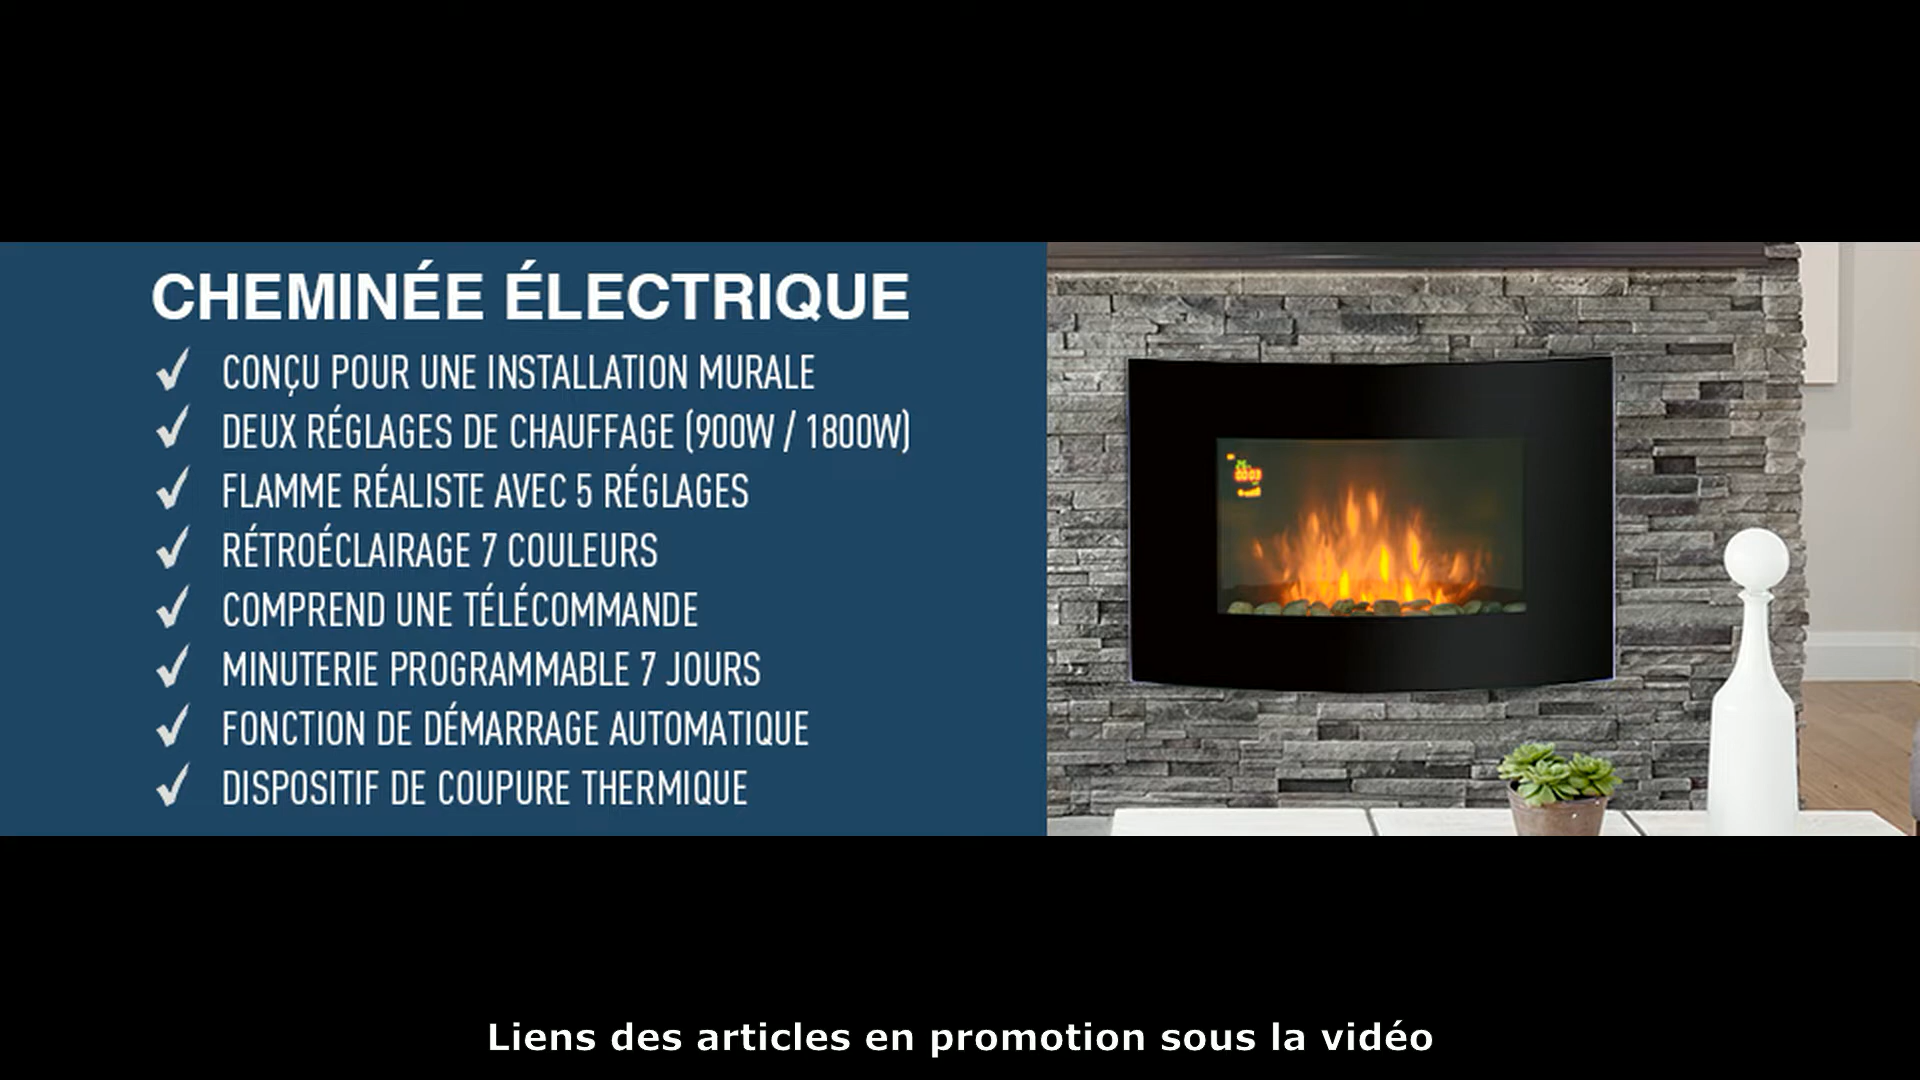 CHEMINÉE ÉLECTRIQUE
CONÇU POUR UNE INSTALLATION MURALE
DEUX RÉGLAGES DE CHAUFFAGE (900W / 1800W)
FLAMME RÉALISTE AVEC 5 RÉGLAGES
RÉTROÉCLAIRAGE 7 COULEURS
COMPREND UNE TÉLÉCOMMANDE
MINUTERIE PROGRAMMABLE 7 JOURS
FONCTION DE DÉMARRAGE AUTOMATIQUE
DISPOSITIF DE COUPURE THERMIQUE
Liens des articles en promotion sous la vidéo